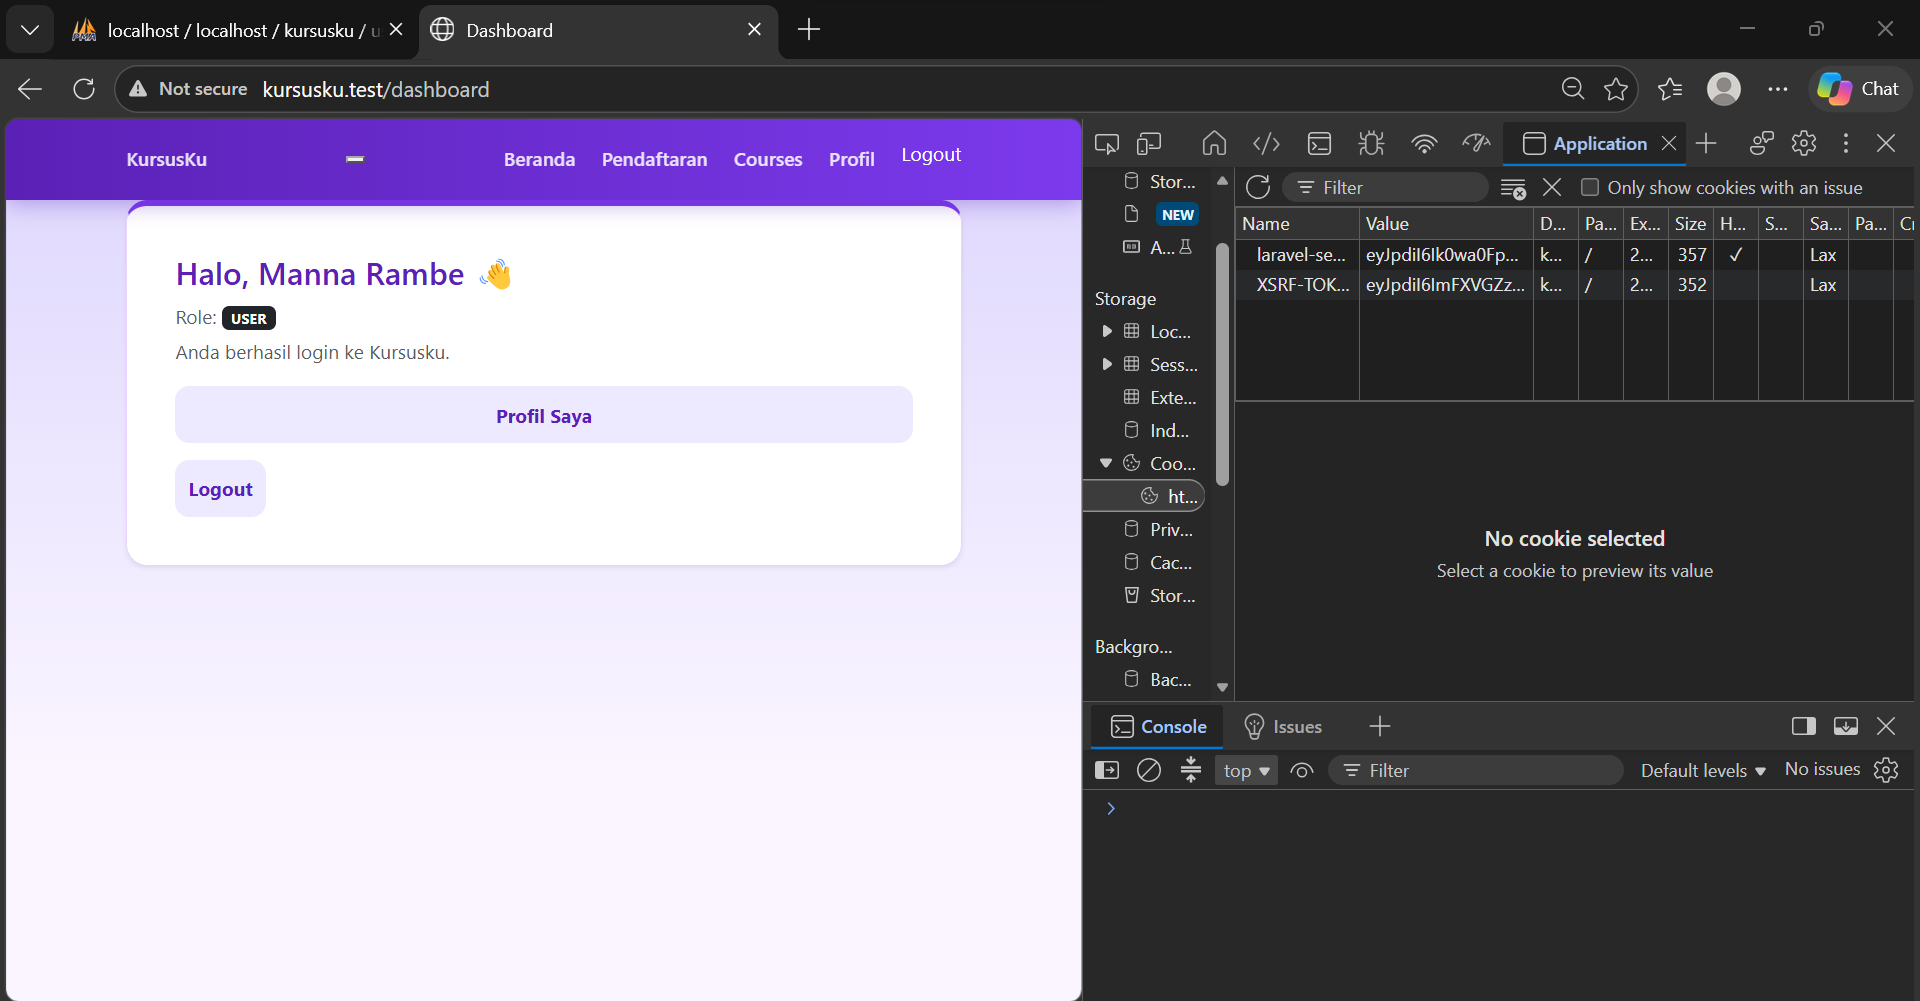 localhost / localhost / kursusku / u
Dashboard
Not secure
kursusku.test/dashboard
Chat
KursusKu
Beranda
Pendaftaran
Courses
Profil
Logout
Halo, Manna Rambe 👋
Role: USER
Anda berhasil login ke Kursusku.
Profil Saya
Logout
Application
Stor...
NEW
A...
Storage
Loc...
Sess...
Exte...
Ind...
Coo...
ht...
Priv...
Cac...
Stor...
Backgro...
Bac...
Filter
Only show cookies with an issue
Name Value D... Pa... Ex... Size H... S... Sa... Pa... Cr
laravel-se... eyJpdiI6Ik0wa0Fp... k... / 2... 357 ✓ Lax
XSRF-TOK... eyJpdiI6ImFXVGZz... k... / 2... 352 Lax
No cookie selected
Select a cookie to preview its value
Console
Issues
top
Filter
Default levels
No issues